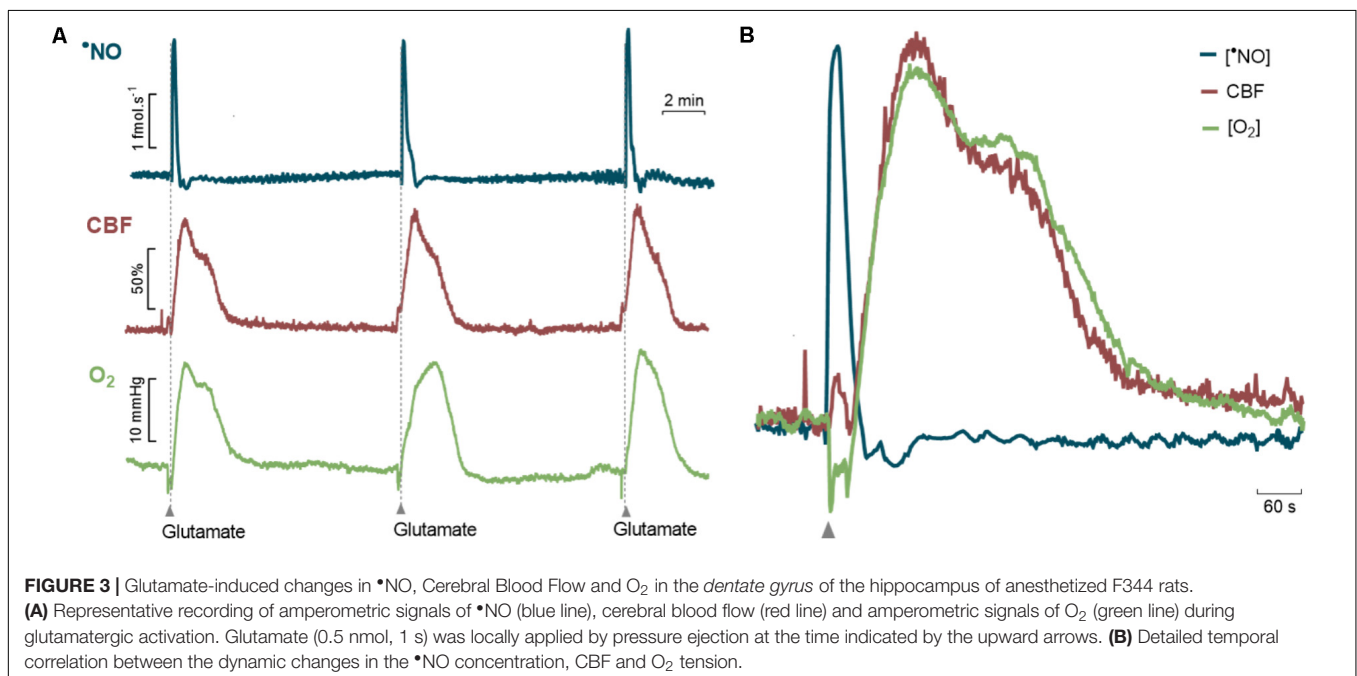 A
B
•NO
1 fmol.s⁻¹
2 min
CBF
50%
O₂
10 mmHg
Glutamate
Glutamate
Glutamate
[•NO]
CBF
[O₂]
60 s
FIGURE 3 | Glutamate-induced changes in •NO, Cerebral Blood Flow and O₂ in the dentate gyrus of the hippocampus of anesthetized F344 rats.
(A) Representative recording of amperometric signals of •NO (blue line), cerebral blood flow (red line) and amperometric signals of O₂ (green line) during
glutamatergic activation. Glutamate (0.5 nmol, 1 s) was locally applied by pressure ejection at the time indicated by the upward arrows. (B) Detailed temporal
correlation between the dynamic changes in the •NO concentration, CBF and O₂ tension.